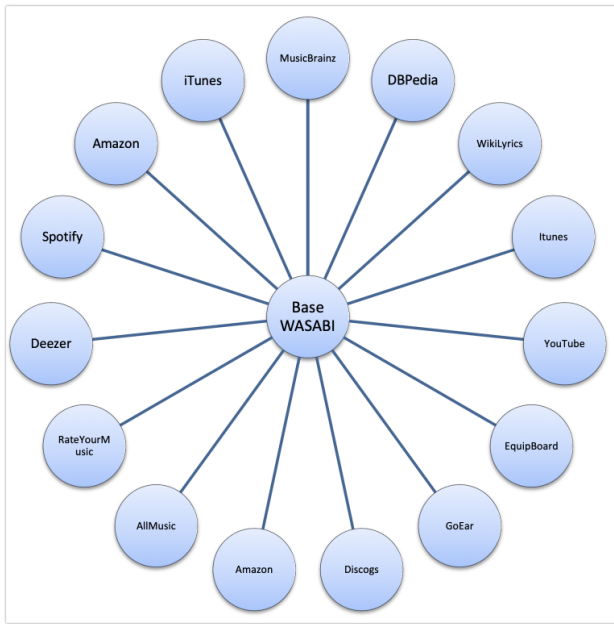 MusicBrainz
DBPedia
WikiLyrics
Itunes
YouTube
EquipBoard
GoEar
Discogs
Amazon
AllMusic
RateYourM
usic
Deezer
Spotify
Amazon
iTunes
Base
WASABI